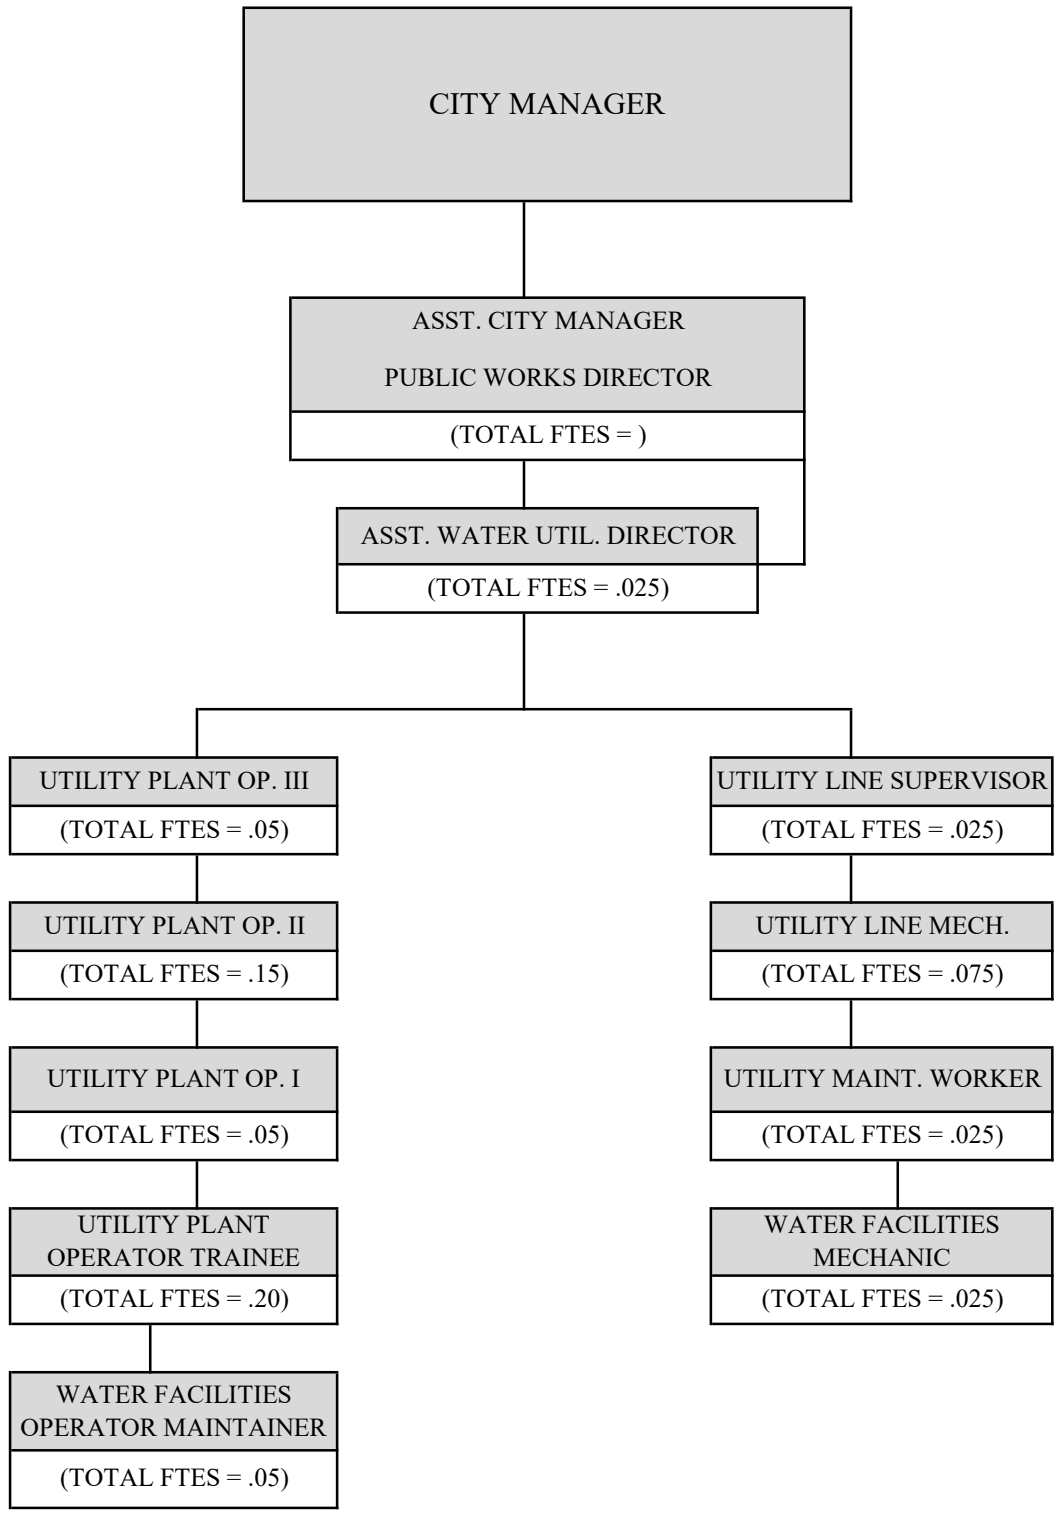 CITY MANAGER
ASST. CITY MANAGER
PUBLIC WORKS DIRECTOR
(TOTAL FTES = )
ASST. WATER UTIL. DIRECTOR
(TOTAL FTES = .025)
UTILITY PLANT OP. III
(TOTAL FTES = .05)
UTILITY PLANT OP. II
(TOTAL FTES = .15)
UTILITY PLANT OP. I
(TOTAL FTES = .05)
UTILITY PLANT
OPERATOR TRAINEE
(TOTAL FTES = .20)
WATER FACILITIES
OPERATOR MAINTAINER
(TOTAL FTES = .05)
UTILITY LINE SUPERVISOR
(TOTAL FTES = .025)
UTILITY LINE MECH.
(TOTAL FTES = .075)
UTILITY MAINT. WORKER
(TOTAL FTES = .025)
WATER FACILITIES
MECHANIC
(TOTAL FTES = .025)